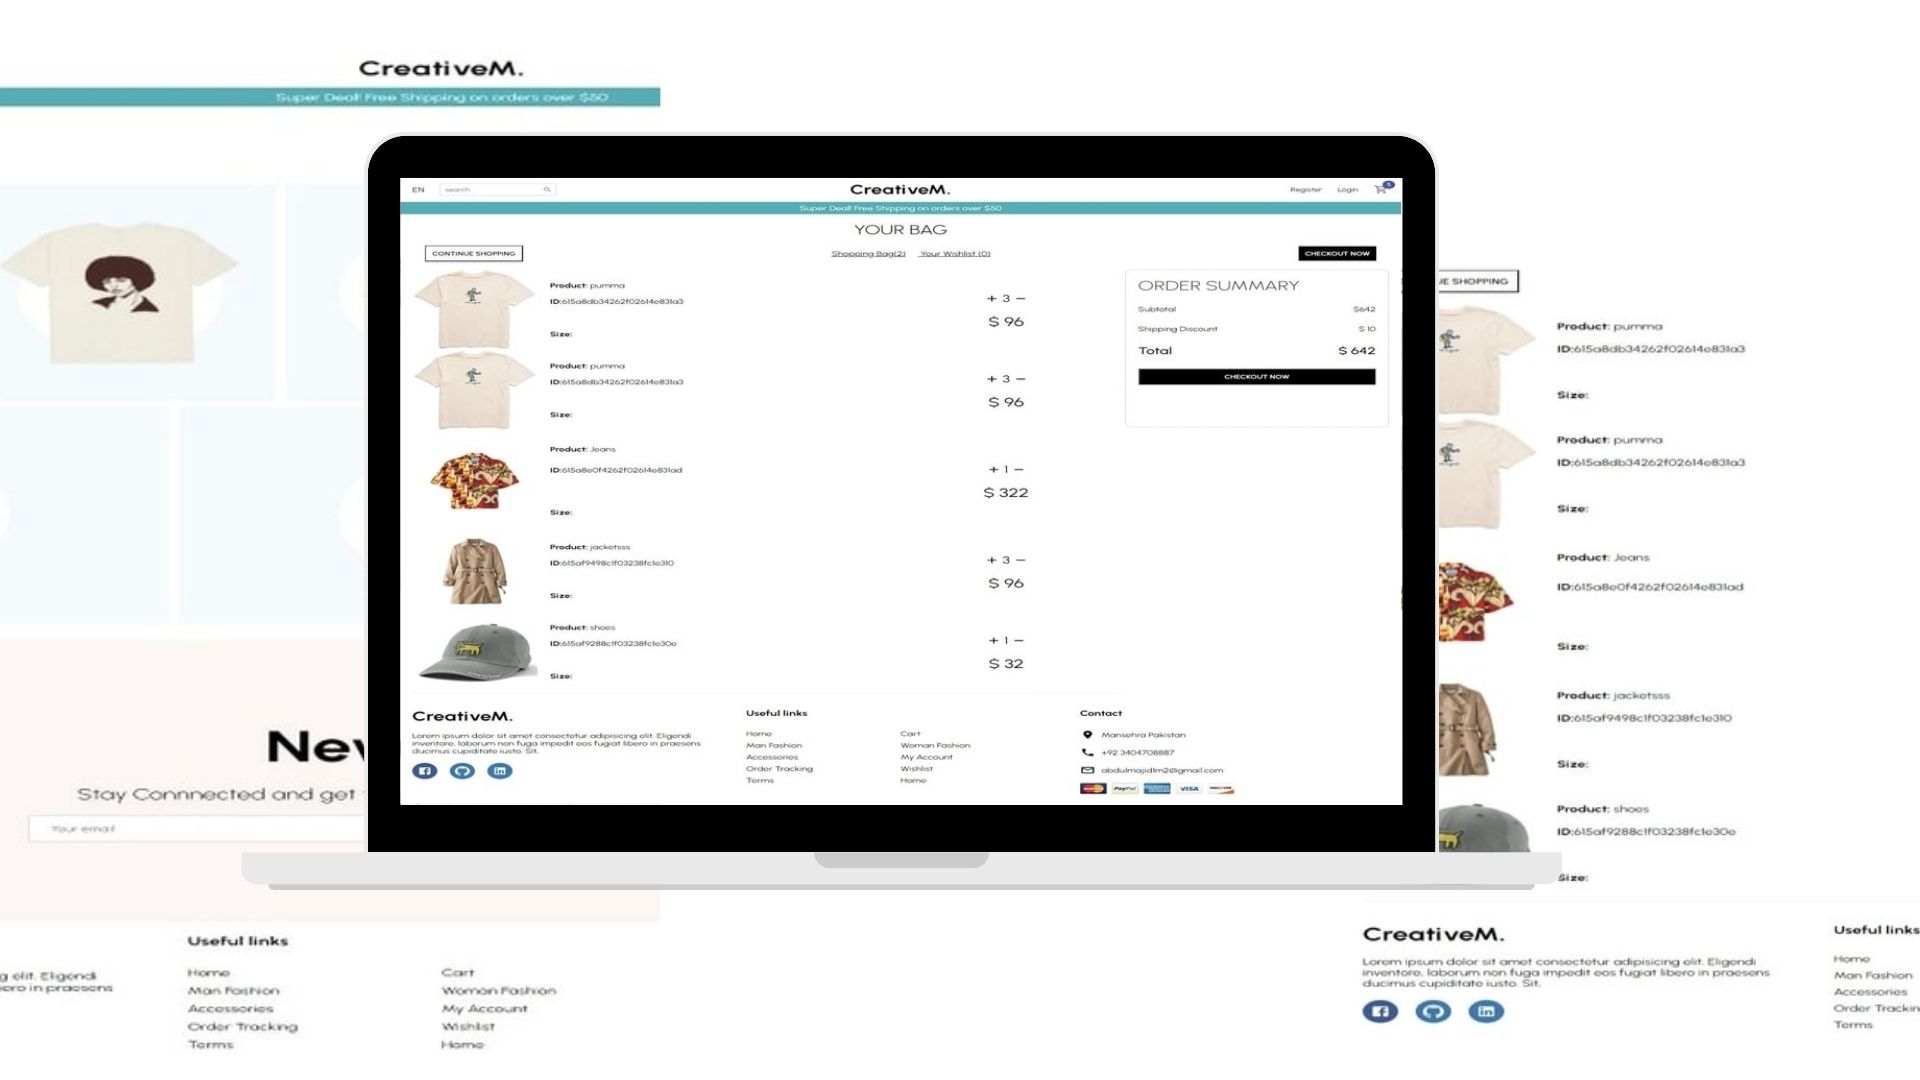 CreativeM.
Super Deal! Free Shipping on orders over $50
EN
search
CreativeM.
Register
Login
5
Super Deal! Free Shipping on orders over $50
YOUR BAG
CONTINUE SHOPPING
Shopping Bag(2)
Your Wishlist (0)
CHECKOUT NOW
Product: pumma
ID:615a8db34262f02614e831a3
Size:
+ 3 −
$ 96
Product: pumma
ID:615a8db34262f02614e831a3
Size:
+ 3 −
$ 96
Product: Jeans
ID:615a8e0f4262f02614e831ad
Size:
+ 1 −
$ 322
Product: jacketsss
ID:615af9498c1f03238fc1e310
Size:
+ 3 −
$ 96
Product: shoes
ID:615af9288c1f03238fc1e30e
Size:
+ 1 −
$ 32
ORDER SUMMARY
Subtotal $642
Shipping Discount $ 10
Total $ 642
CHECKOUT NOW
CreativeM.
Lorem ipsum dolor sit amet consectetur adipisicing elit. Eligendi
inventore, laborum non fuga impedit eos fugiat libero in praesens
ducimus cupiditate iusto. Sit.
Useful links
Home
Man Fashion
Accessories
Order Tracking
Terms
Cart
Woman Fashion
My Account
Wishlist
Home
Contact
Mansehra Pakistan
+92 3404708887
abdulmajid1m2@gmail.com
PayPal
VISA
DISCOVER
UE SHOPPING
Product: pumma
ID:615a8db34262f02614e831a3
Size:
Product: pumma
ID:615a8db34262f02614e831a3
Size:
Product: Jeans
ID:615a8e0f4262f02614e831ad
Size:
Product: jacketsss
ID:615af9498c1f03238fc1e310
Size:
Product: shoes
ID:615af9288c1f03238fc1e30e
Size:
New
Stay Connnected and get
Your email
g elit. Eligendi
bero in praesens
Useful links
Home
Man Fashion
Accessories
Order Tracking
Terms
Cart
Woman Fashion
My Account
Wishlist
Home
CreativeM.
Lorem ipsum dolor sit amet consectetur adipisicing elit. Eligendi
inventore, laborum non fuga impedit eos fugiat libero in praesens
ducimus cupiditate iusto. Sit.
Useful links
Home
Man Fashion
Accessories
Order Trackin
Terms